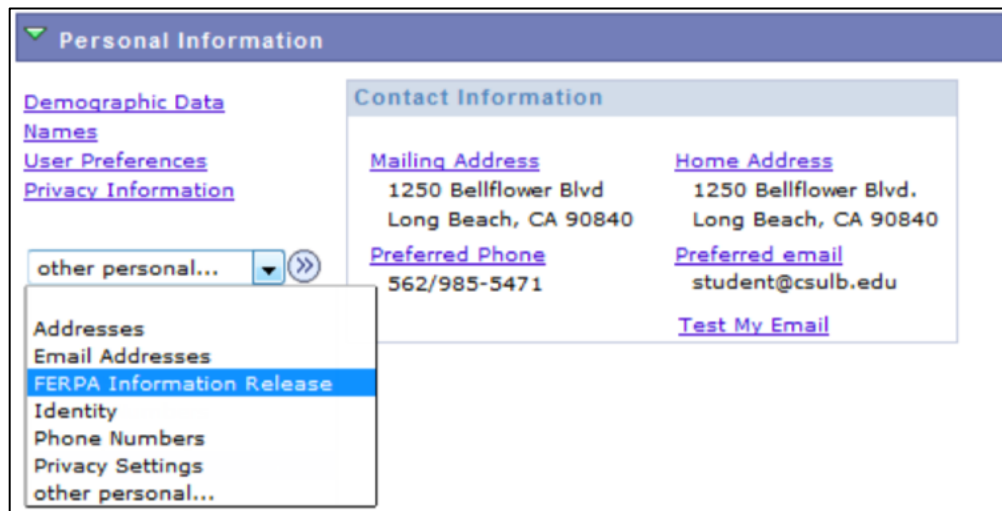 Personal Information
Demographic Data
Names
User Preferences
Privacy Information
other personal...
Addresses
Email Addresses
FERPA Information Release
Identity
Phone Numbers
Privacy Settings
other personal...
Contact Information
Mailing Address
1250 Bellflower Blvd
Long Beach, CA 90840
Home Address
1250 Bellflower Blvd.
Long Beach, CA 90840
Preferred Phone
562/985-5471
Preferred email
student@csulb.edu
Test My Email